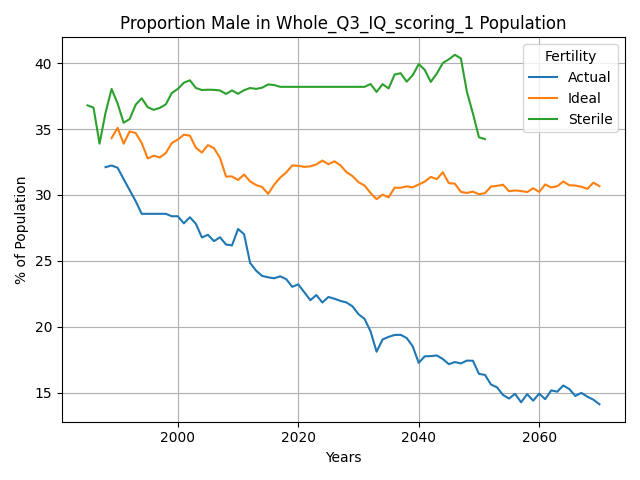 Proportion Male in Whole_Q3_IQ_scoring_1 Population
% of Population
40
35
30
25
20
15
Fertility
Actual
Ideal
Sterile
2000
2020
2040
2060
Years